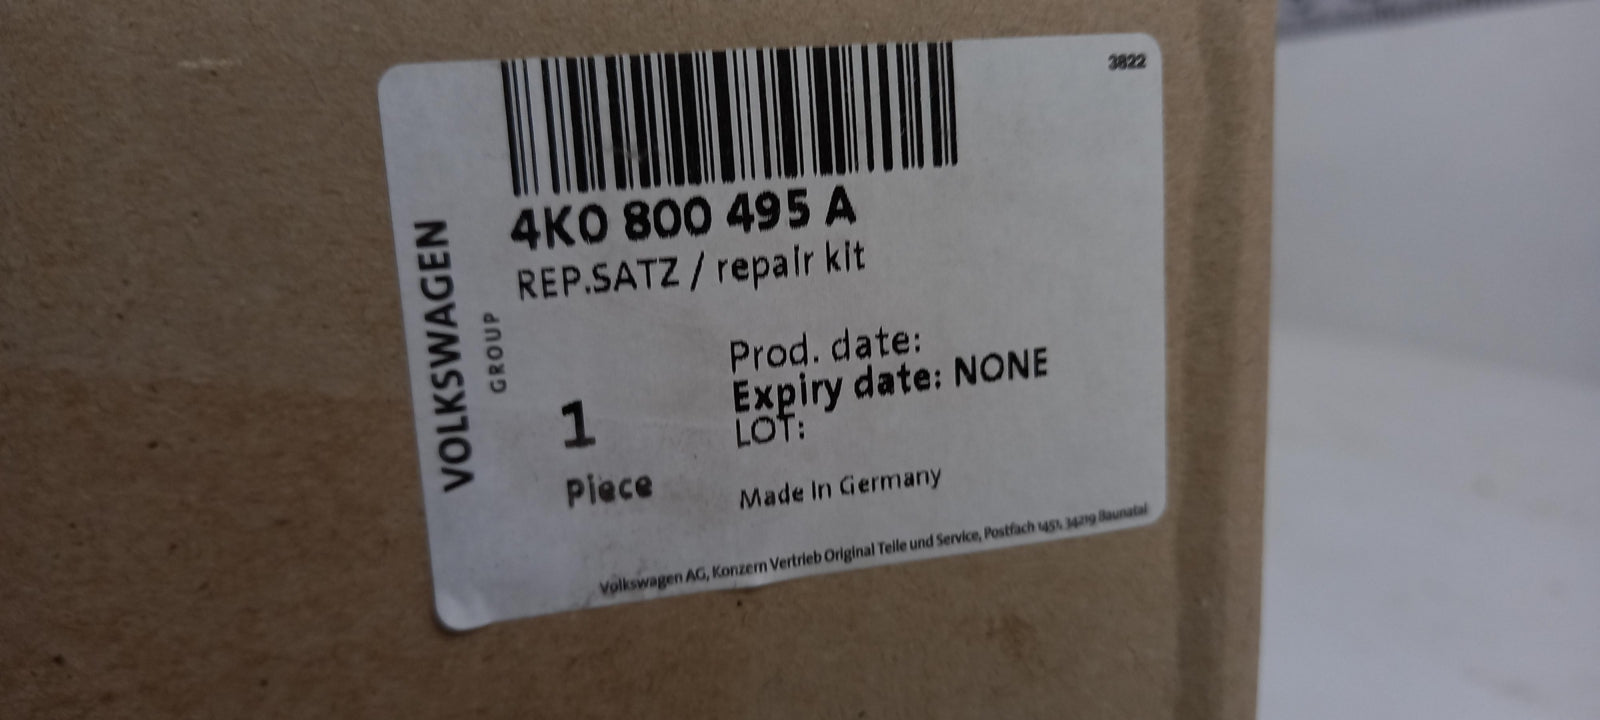 3822
4K0 800 495 A
REP.SATZ / repair kit
VOLKSWAGEN
GROUP
1
Piece
Prod. date:
Expiry date: NONE
LOT:
Made in Germany
Volkswagen AG, Konzern Vertrieb Original Teile und Service, Postfach 1451, 34219 Baunatal